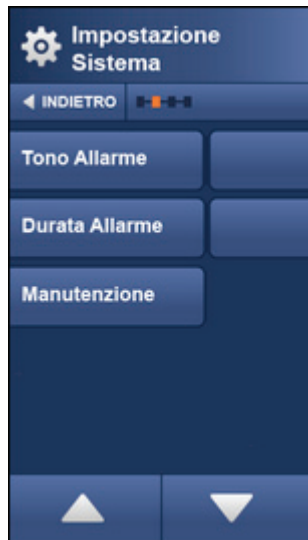 Impostazione
Sistema
INDIETRO
Tono Allarme
Durata Allarme
Manutenzione